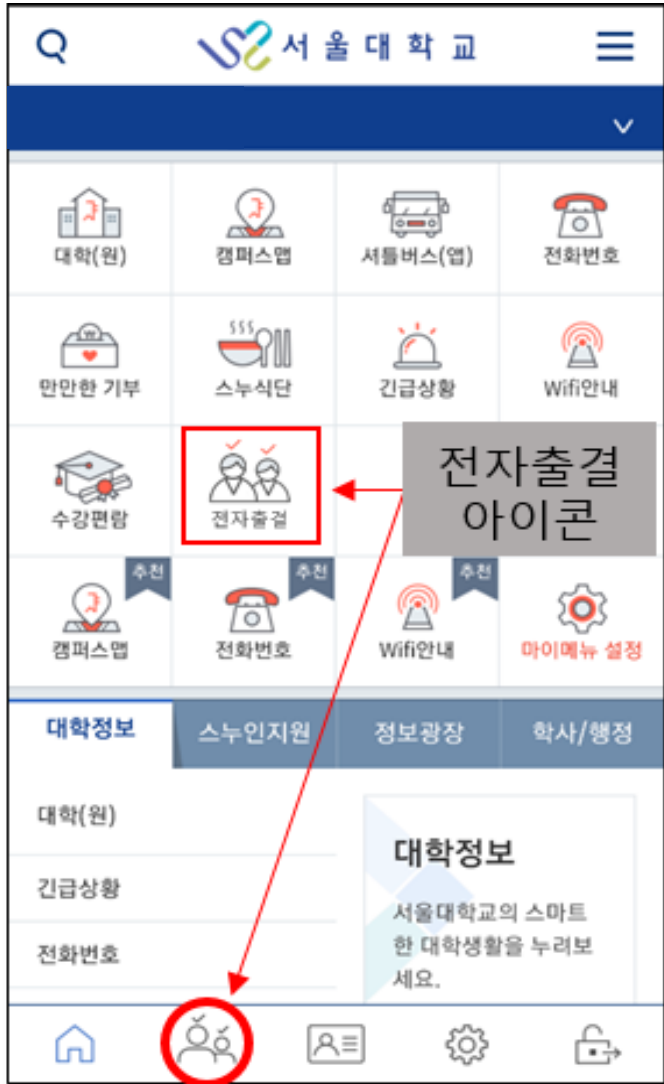 서울대학교
대학(원) 캠퍼스맵 셔틀버스(앱) 전화번호
만만한 기부 스누식단 긴급상황 Wifi안내
수강편람 전자출결
전자출결
아이콘
추천 추천 추천
캠퍼스맵 전화번호 Wifi안내 마이메뉴 설정
대학정보 스누인지원 정보광장 학사/행정
대학(원)
긴급상황
전화번호
대학정보
서울대학교의 스마트
한 대학생활을 누려보
세요.